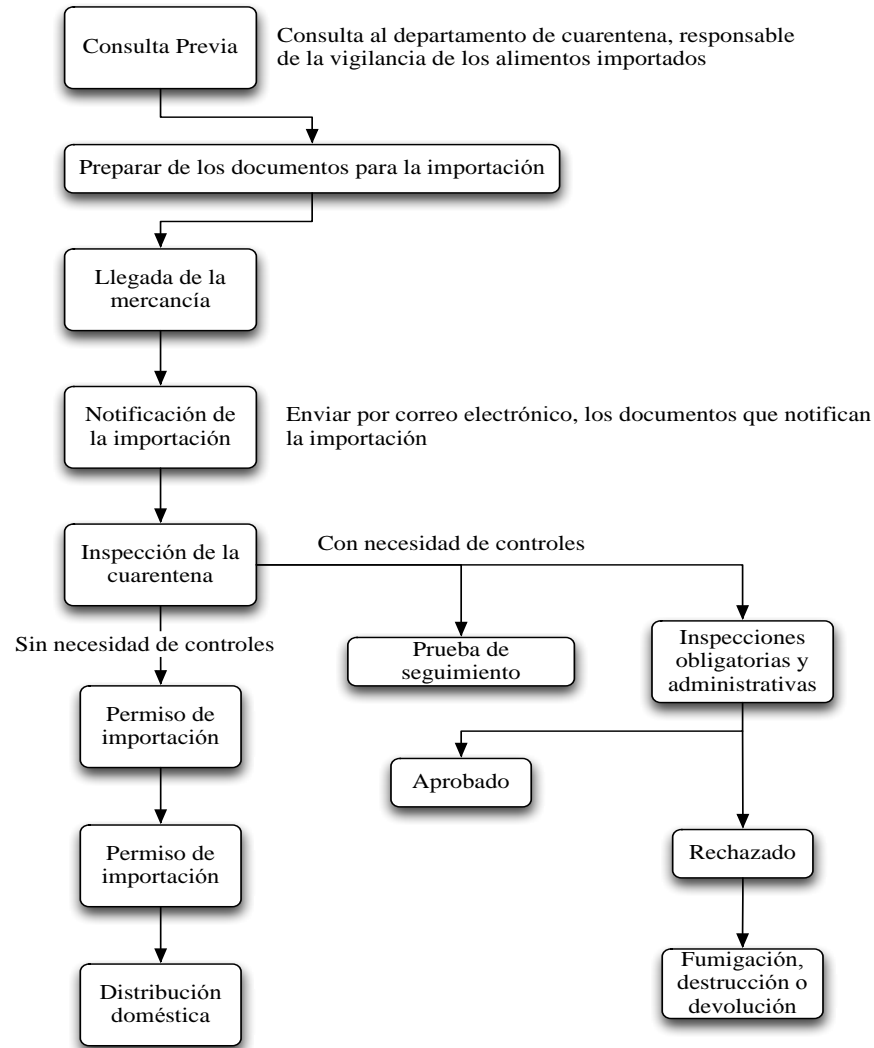 Consulta Previa
Consulta al departamento de cuarentena, responsable
de la vigilancia de los alimentos importados
Preparar de los documentos para la importación
Llegada de la
mercancía
Notificación de
la importación
Enviar por correo electrónico, los documentos que notifican
la importación
Inspección de la
cuarentena
Con necesidad de controles
Sin necesidad de controles
Prueba de
seguimiento
Inspecciones
obligatorias y
administrativas
Permiso de
importación
Aprobado
Permiso de
importación
Rechazado
Distribución
doméstica
Fumigación,
destrucción o
devolución